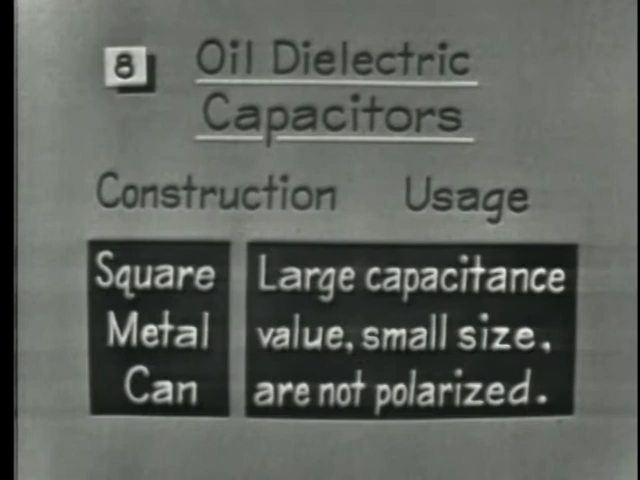 8 Oil Dielectric
Capacitors
Construction Usage
Square
Metal
Can
Large capacitance
value, small size,
are not polarized.